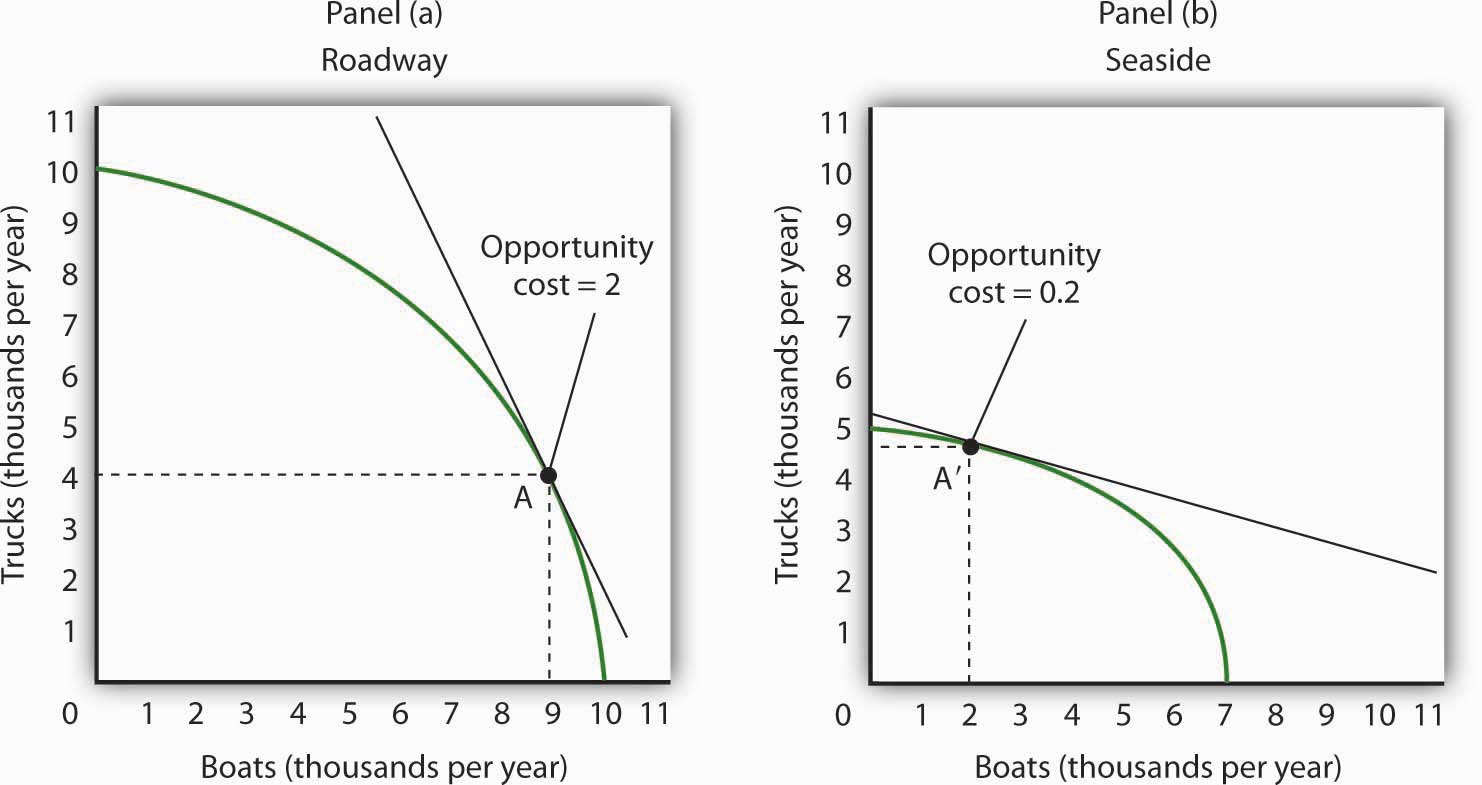 Panel (a)
Roadway
Trucks (thousands per year)
11
10
9
8
7
6
5
4
3
2
1
Opportunity
cost = 2
A
0 1 2 3 4 5 6 7 8 9 10 11
Boats (thousands per year)
Panel (b)
Seaside
Trucks (thousands per year)
11
10
9
8
7
6
5
4
3
2
1
Opportunity
cost = 0.2
A′
0 1 2 3 4 5 6 7 8 9 10 11
Boats (thousands per year)